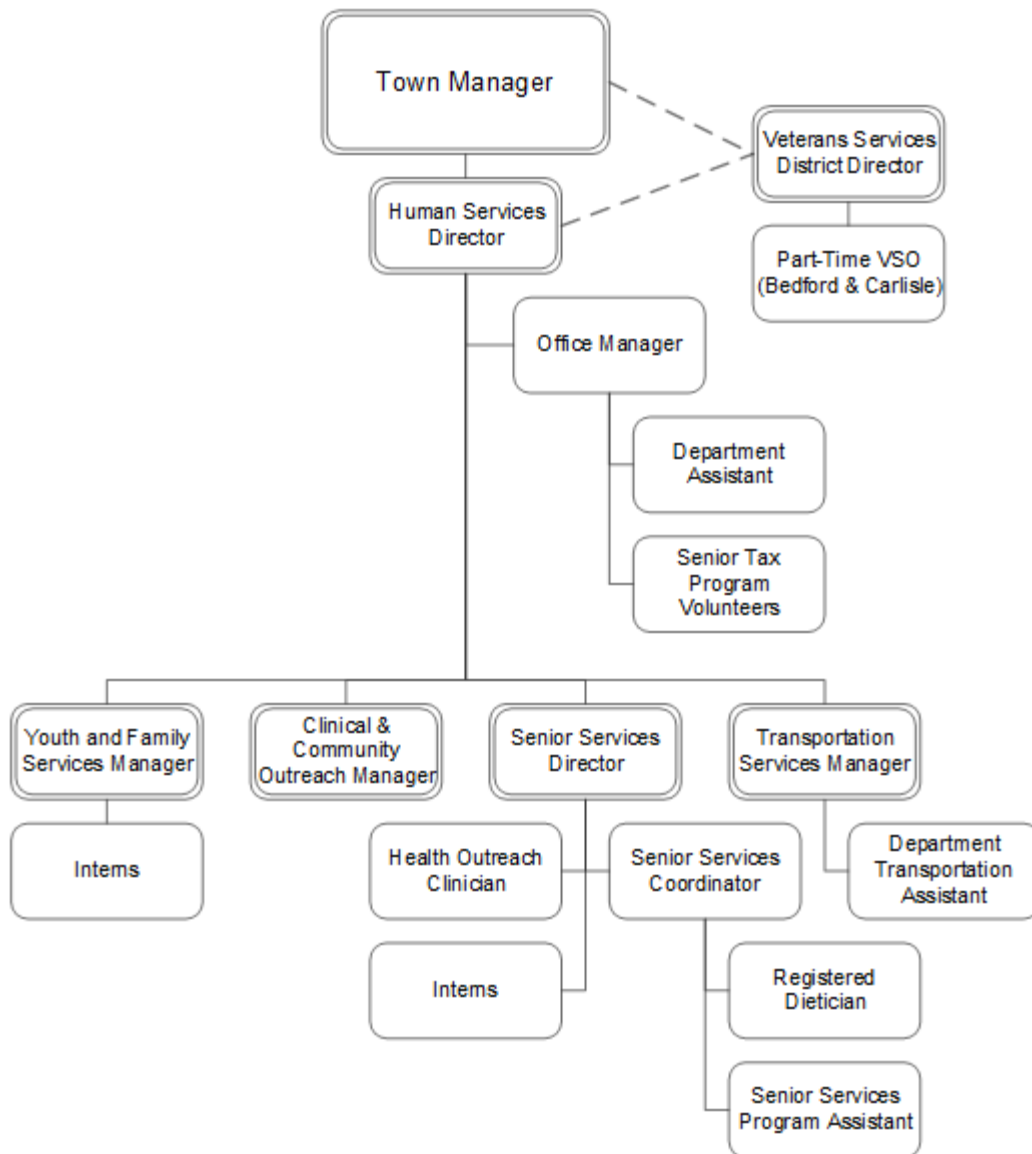 Town Manager
Veterans Services
District Director
Human Services
Director
Part-Time VSO
(Bedford & Carlisle)
Office Manager
Department
Assistant
Senior Tax
Program
Volunteers
Youth and Family
Services Manager
Clinical &
Community
Outreach Manager
Senior Services
Director
Transportation
Services Manager
Interns
Health Outreach
Clinician
Senior Services
Coordinator
Department
Transportation
Assistant
Interns
Registered
Dietician
Senior Services
Program Assistant